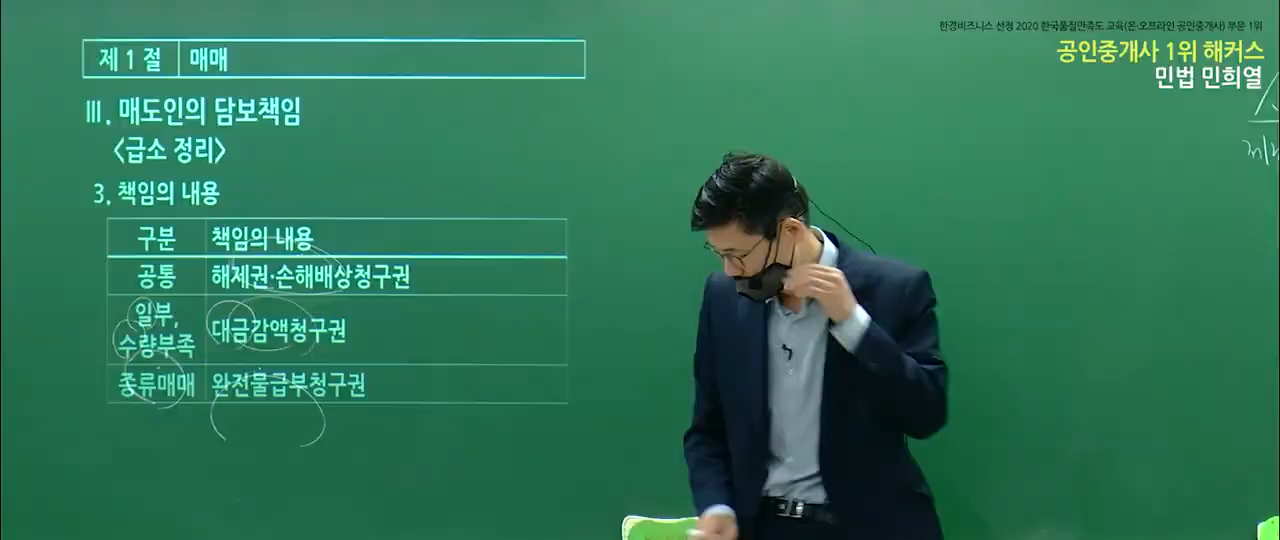 한경비즈니스 선정 2020 한국품질만족도 교육(온·오프라인 공인중개사) 부문 1위
공인중개사 1위 해커스
민법 민희열
제 1 절 매매
Ⅲ. 매도인의 담보책임
<급소 정리>
3. 책임의 내용
구분 책임의 내용
공통 해제권·손해배상청구권
일부,
수량부족 대금감액청구권
종류매매 완전물급부청구권